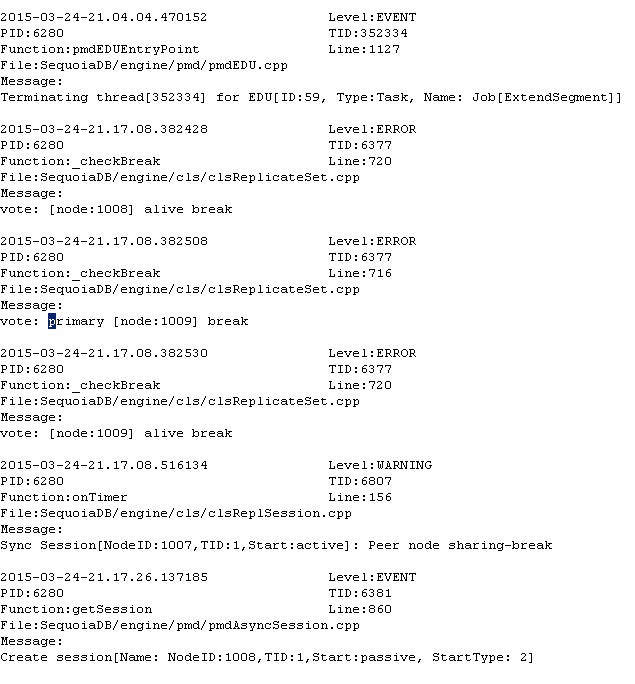 2015-03-24-21.04.04.470152 Level:EVENT
PID:6280 TID:352334
Function:pmdEDUEntryPoint Line:1127
File:SequoiaDB/engine/pmd/pmdEDU.cpp
Message:
Terminating thread[352334] for EDU[ID:59, Type:Task, Name: Job[ExtendSegment]]
2015-03-24-21.17.08.382428 Level:ERROR
PID:6280 TID:6377
Function:_checkBreak Line:720
File:SequoiaDB/engine/cls/clsReplicateSet.cpp
Message:
vote: [node:1008] alive break
2015-03-24-21.17.08.382508 Level:ERROR
PID:6280 TID:6377
Function:_checkBreak Line:716
File:SequoiaDB/engine/cls/clsReplicateSet.cpp
Message:
vote: primary [node:1009] break
2015-03-24-21.17.08.382530 Level:ERROR
PID:6280 TID:6377
Function:_checkBreak Line:720
File:SequoiaDB/engine/cls/clsReplicateSet.cpp
Message:
vote: [node:1009] alive break
2015-03-24-21.17.08.516134 Level:WARNING
PID:6280 TID:6807
Function:onTimer Line:156
File:SequoiaDB/engine/cls/clsReplSession.cpp
Message:
Sync Session[NodeID:1007,TID:1,Start:active]: Peer node sharing-break
2015-03-24-21.17.26.137185 Level:EVENT
PID:6280 TID:6381
Function:getSession Line:860
File:SequoiaDB/engine/pmd/pmdAsyncSession.cpp
Message:
Create session[Name: NodeID:1008,TID:1,Start:passive, StartType: 2]